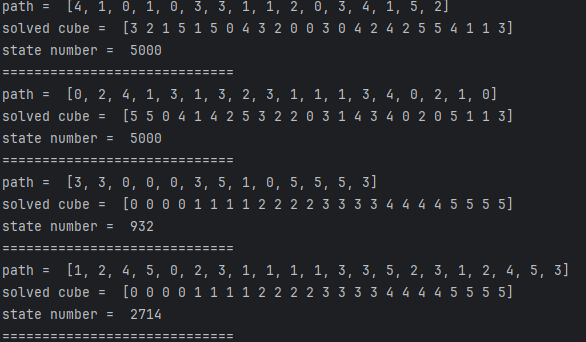 path =  [4, 1, 0, 1, 0, 3, 3, 1, 1, 2, 0, 3, 4, 1, 5, 2]
solved cube =  [3 2 1 5 1 5 0 4 3 2 0 0 3 0 4 2 4 2 5 5 4 1 1 3]
state number =  5000
=============================
path =  [0, 2, 4, 1, 3, 1, 3, 2, 3, 1, 1, 1, 3, 4, 0, 2, 1, 0]
solved cube =  [5 5 0 4 1 4 2 5 3 2 2 0 3 1 4 3 4 0 2 0 5 1 1 3]
state number =  5000
=============================
path =  [3, 3, 0, 0, 0, 3, 5, 1, 0, 5, 5, 5, 3]
solved cube =  [0 0 0 0 1 1 1 1 2 2 2 2 3 3 3 3 4 4 4 4 5 5 5 5]
state number =  932
=============================
path =  [1, 2, 4, 5, 0, 2, 3, 1, 1, 1, 1, 3, 3, 5, 2, 3, 1, 2, 4, 5, 3]
solved cube =  [0 0 0 0 1 1 1 1 2 2 2 2 3 3 3 3 4 4 4 4 5 5 5 5]
state number =  2714
=============================